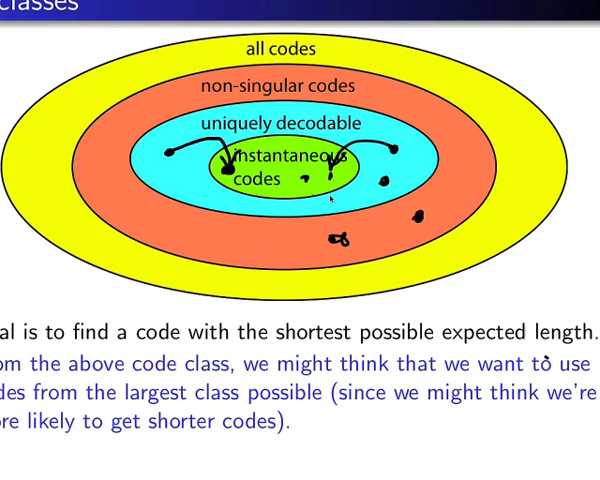 classes
all codes
non-singular codes
uniquely decodable
instantaneous
codes
al is to find a code with the shortest possible expected length.
om the above code class, we might think that we want to use
des from the largest class possible (since we might think we're
ore likely to get shorter codes).